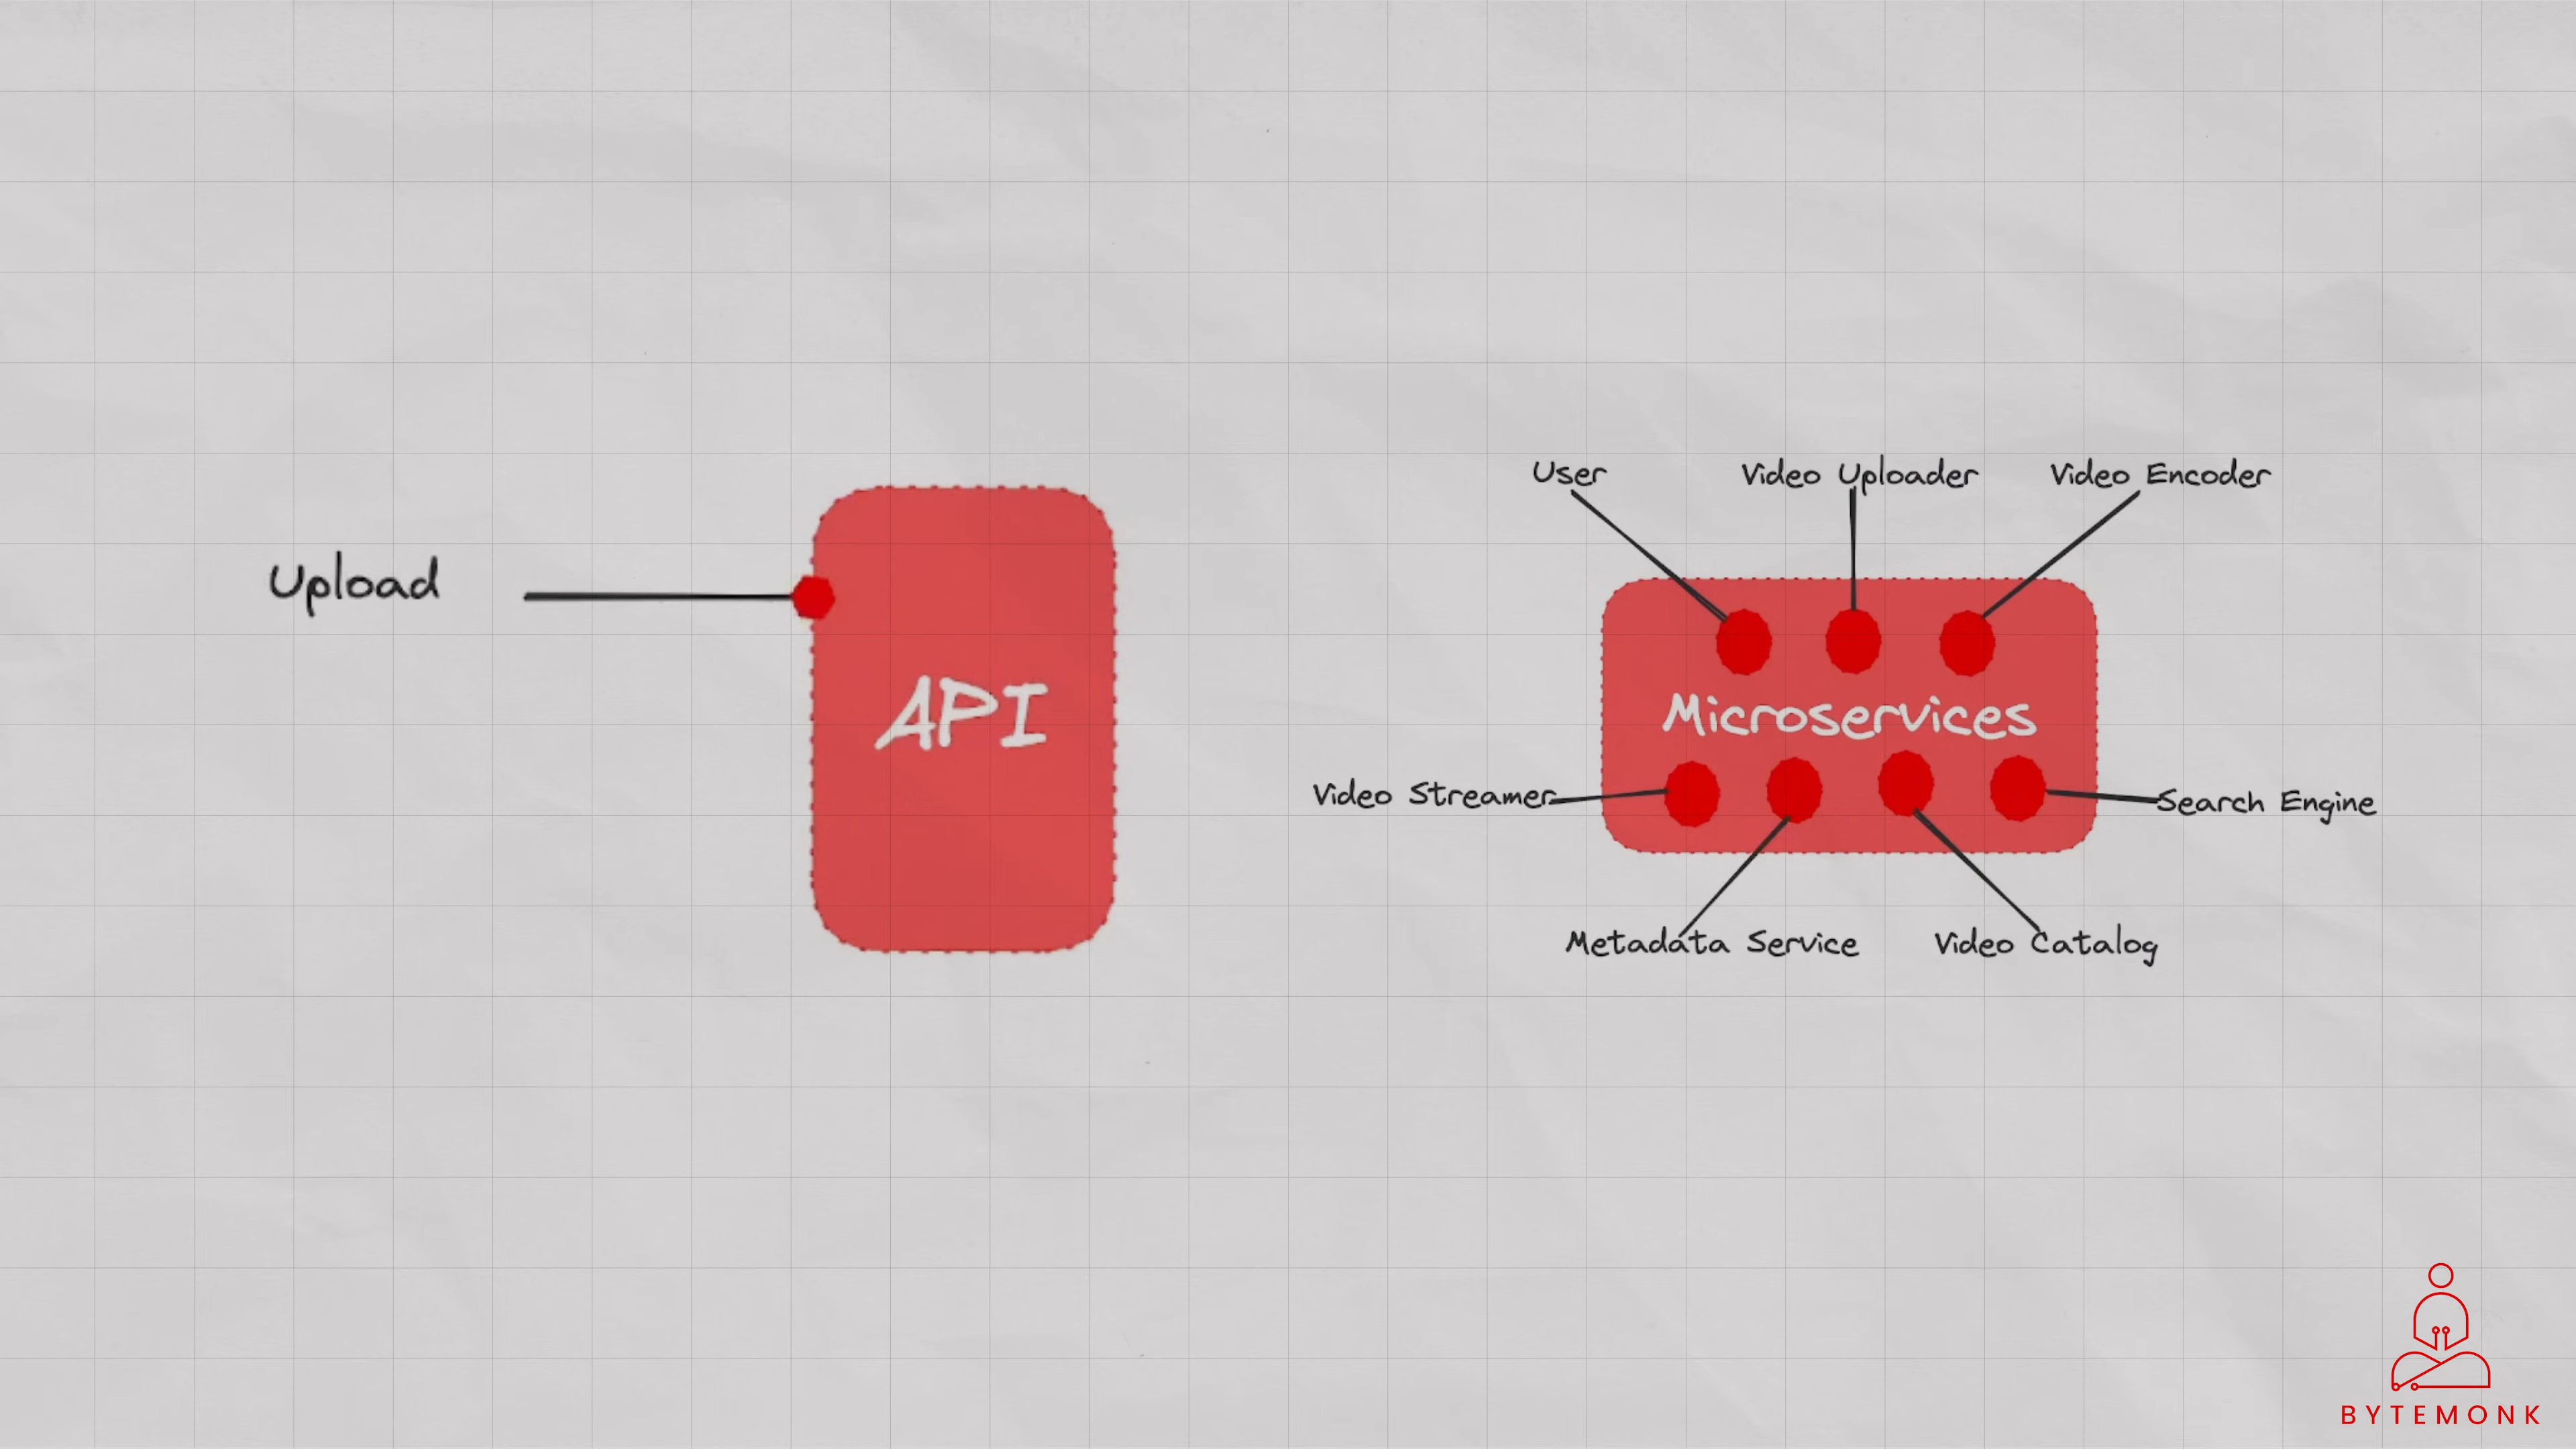 Upload
API
User
Video Uploader
Video Encoder
Microservices
Video Streamer
Search Engine
Metadata Service
Video Catalog
BYTEMONK